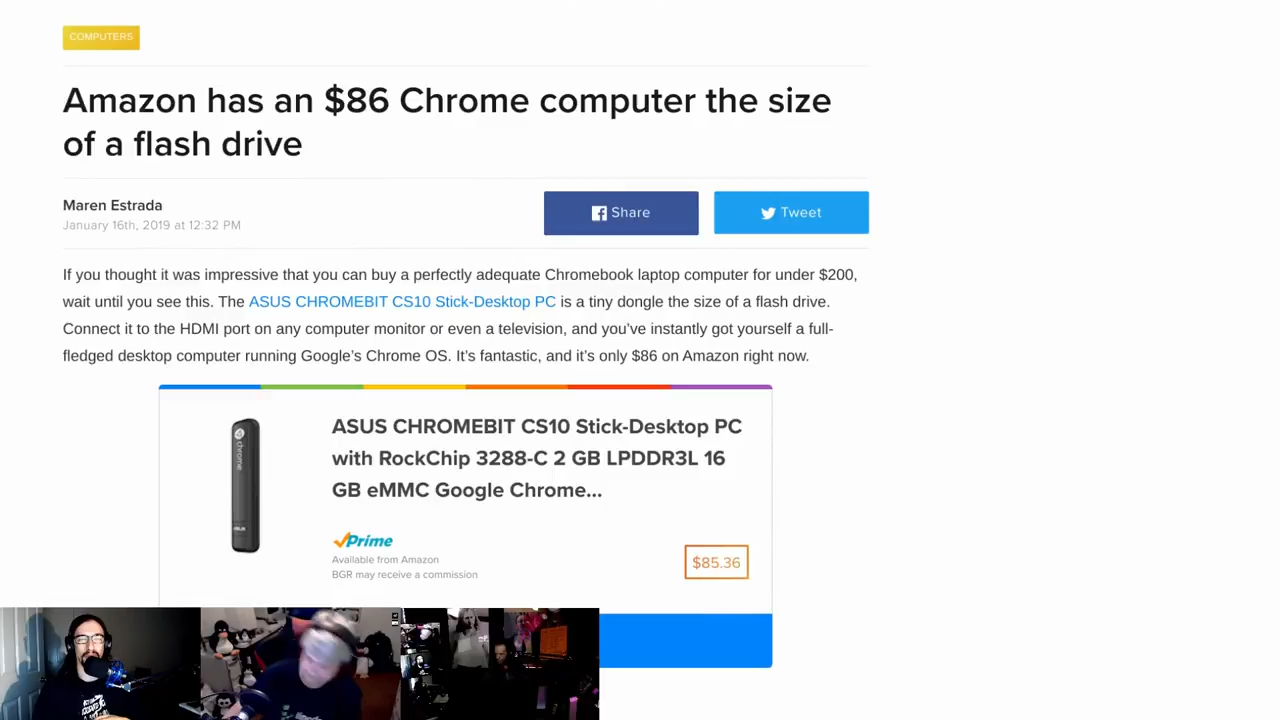 COMPUTERS
Amazon has an $86 Chrome computer the size
of a flash drive
Maren Estrada
January 16th, 2019 at 12:32 PM
Share
Tweet
If you thought it was impressive that you can buy a perfectly adequate Chromebook laptop computer for under $200,
wait until you see this. The ASUS CHROMEBIT CS10 Stick-Desktop PC is a tiny dongle the size of a flash drive.
Connect it to the HDMI port on any computer monitor or even a television, and you’ve instantly got yourself a full-
fledged desktop computer running Google’s Chrome OS. It’s fantastic, and it’s only $86 on Amazon right now.
chrome
ASUS CHROMEBIT CS10 Stick-Desktop PC
with RockChip 3288-C 2 GB LPDDR3L 16
GB eMMC Google Chrome...
Prime
Available from Amazon
BGR may receive a commission
$85.36